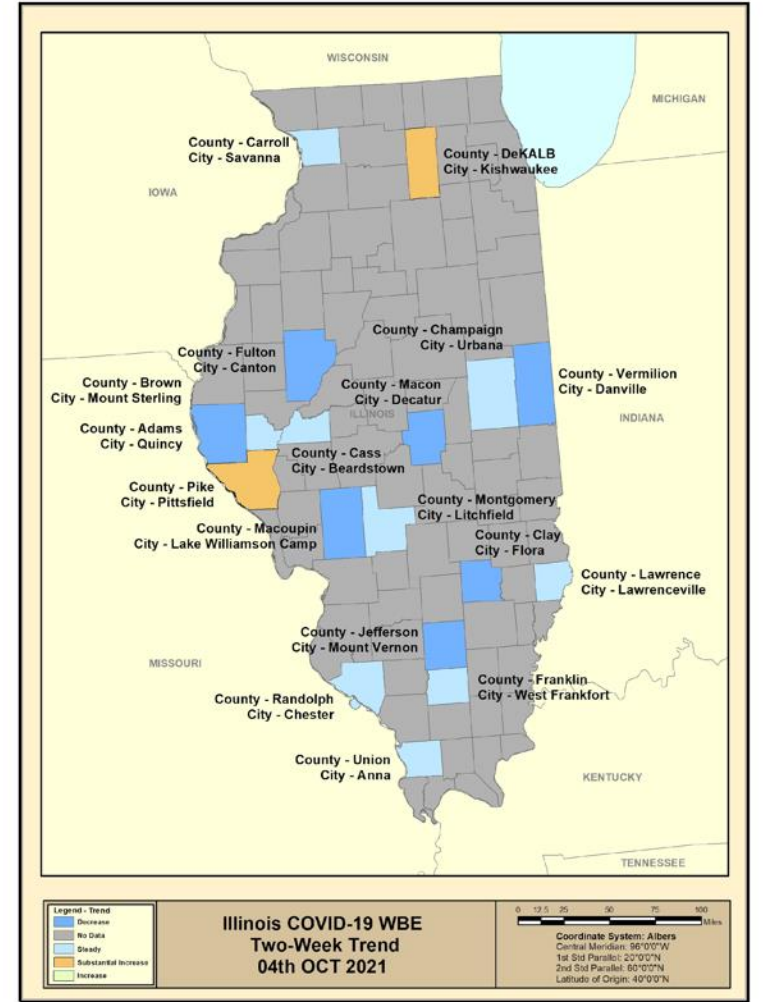 WISCONSIN
MICHIGAN
County - Carroll
City - Savanna
County - DeKALB
City - Kishwaukee
IOWA
County - Champaign
City - Urbana
County - Fulton
City - Canton
County - Vermilion
City - Danville
County - Brown
City - Mount Sterling
County - Macon
City - Decatur
ILLINOIS
INDIANA
County - Adams
City - Quincy
County - Cass
City - Beardstown
County - Pike
City - Pittsfield
County - Montgomery
City - Litchfield
County - Macoupin
City - Lake Williamson Camp
County - Clay
City - Flora
County - Lawrence
City - Lawrenceville
County - Jefferson
City - Mount Vernon
MISSOURI
County - Franklin
City - West Frankfort
County - Randolph
City - Chester
County - Union
City - Anna
KENTUCKY
TENNESSEE
Legend - Trend
Decrease
No Data
Steady
Substantial Increase
Increase
Illinois COVID-19 WBE
Two-Week Trend
04th OCT 2021
0 12.5 25 50 75 100
Miles
Coordinate System: Albers
Central Meridian: 96°0'0"W
1st Std Parallel: 20°0'0"N
2nd Std Parallel: 60°0'0"N
Latitude of Origin: 40°0'0"N